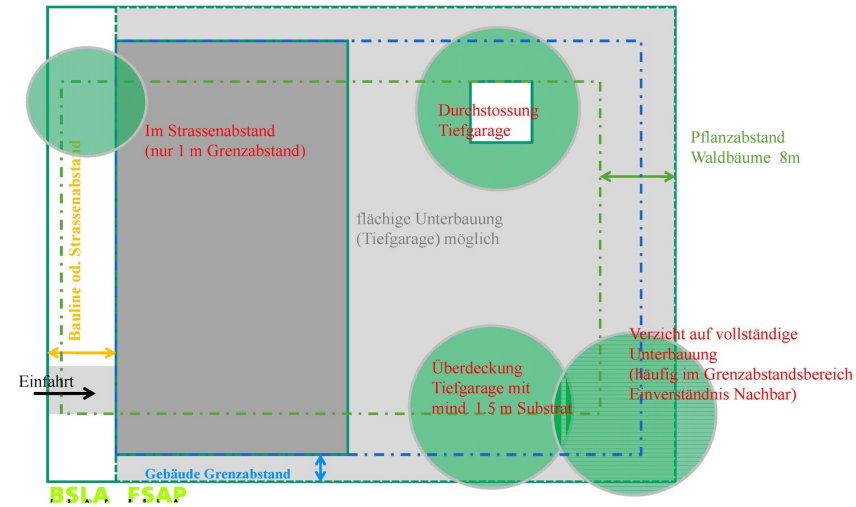 Im Strassenabstand
(nur 1 m Grenzabstand)
Durchstossung
Tiefgarage
Pflanzabstand
Waldbäume 8m
flächige Unterbauung
(Tiefgarage) möglich
Bauline od. Strassenabstand
Einfahrt
Überdeckung
Tiefgarage mit
mind. 1.5 m Substrat
Verzicht auf vollständige
Unterbauung
(häufig im Grenzabstandsbereich
Einverständnis Nachbar)
Gebäude Grenzabstand
BSLA FSAP